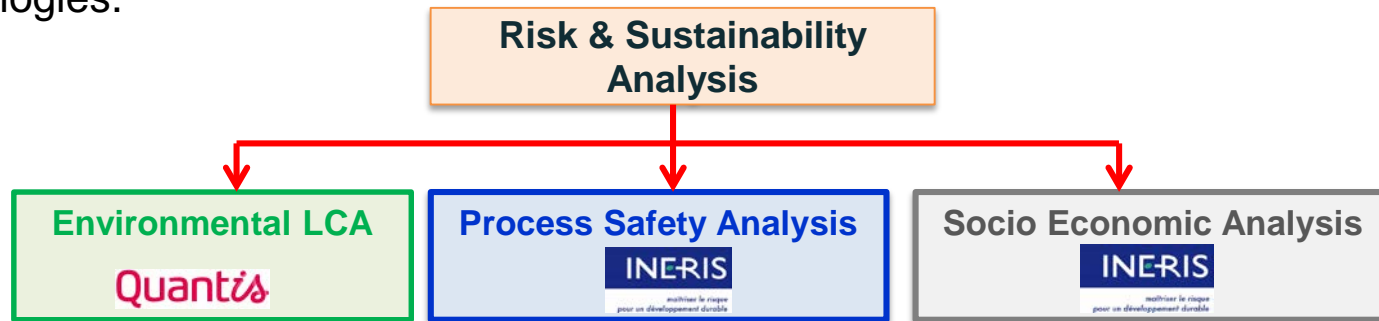 ologies.
Risk & Sustainability
Analysis
Environmental LCA
Process Safety Analysis
Socio Economic Analysis
Quantis
INERIS
maîtriser le risque
pour un développement durable
INERIS
maîtriser le risque
pour un développement durable